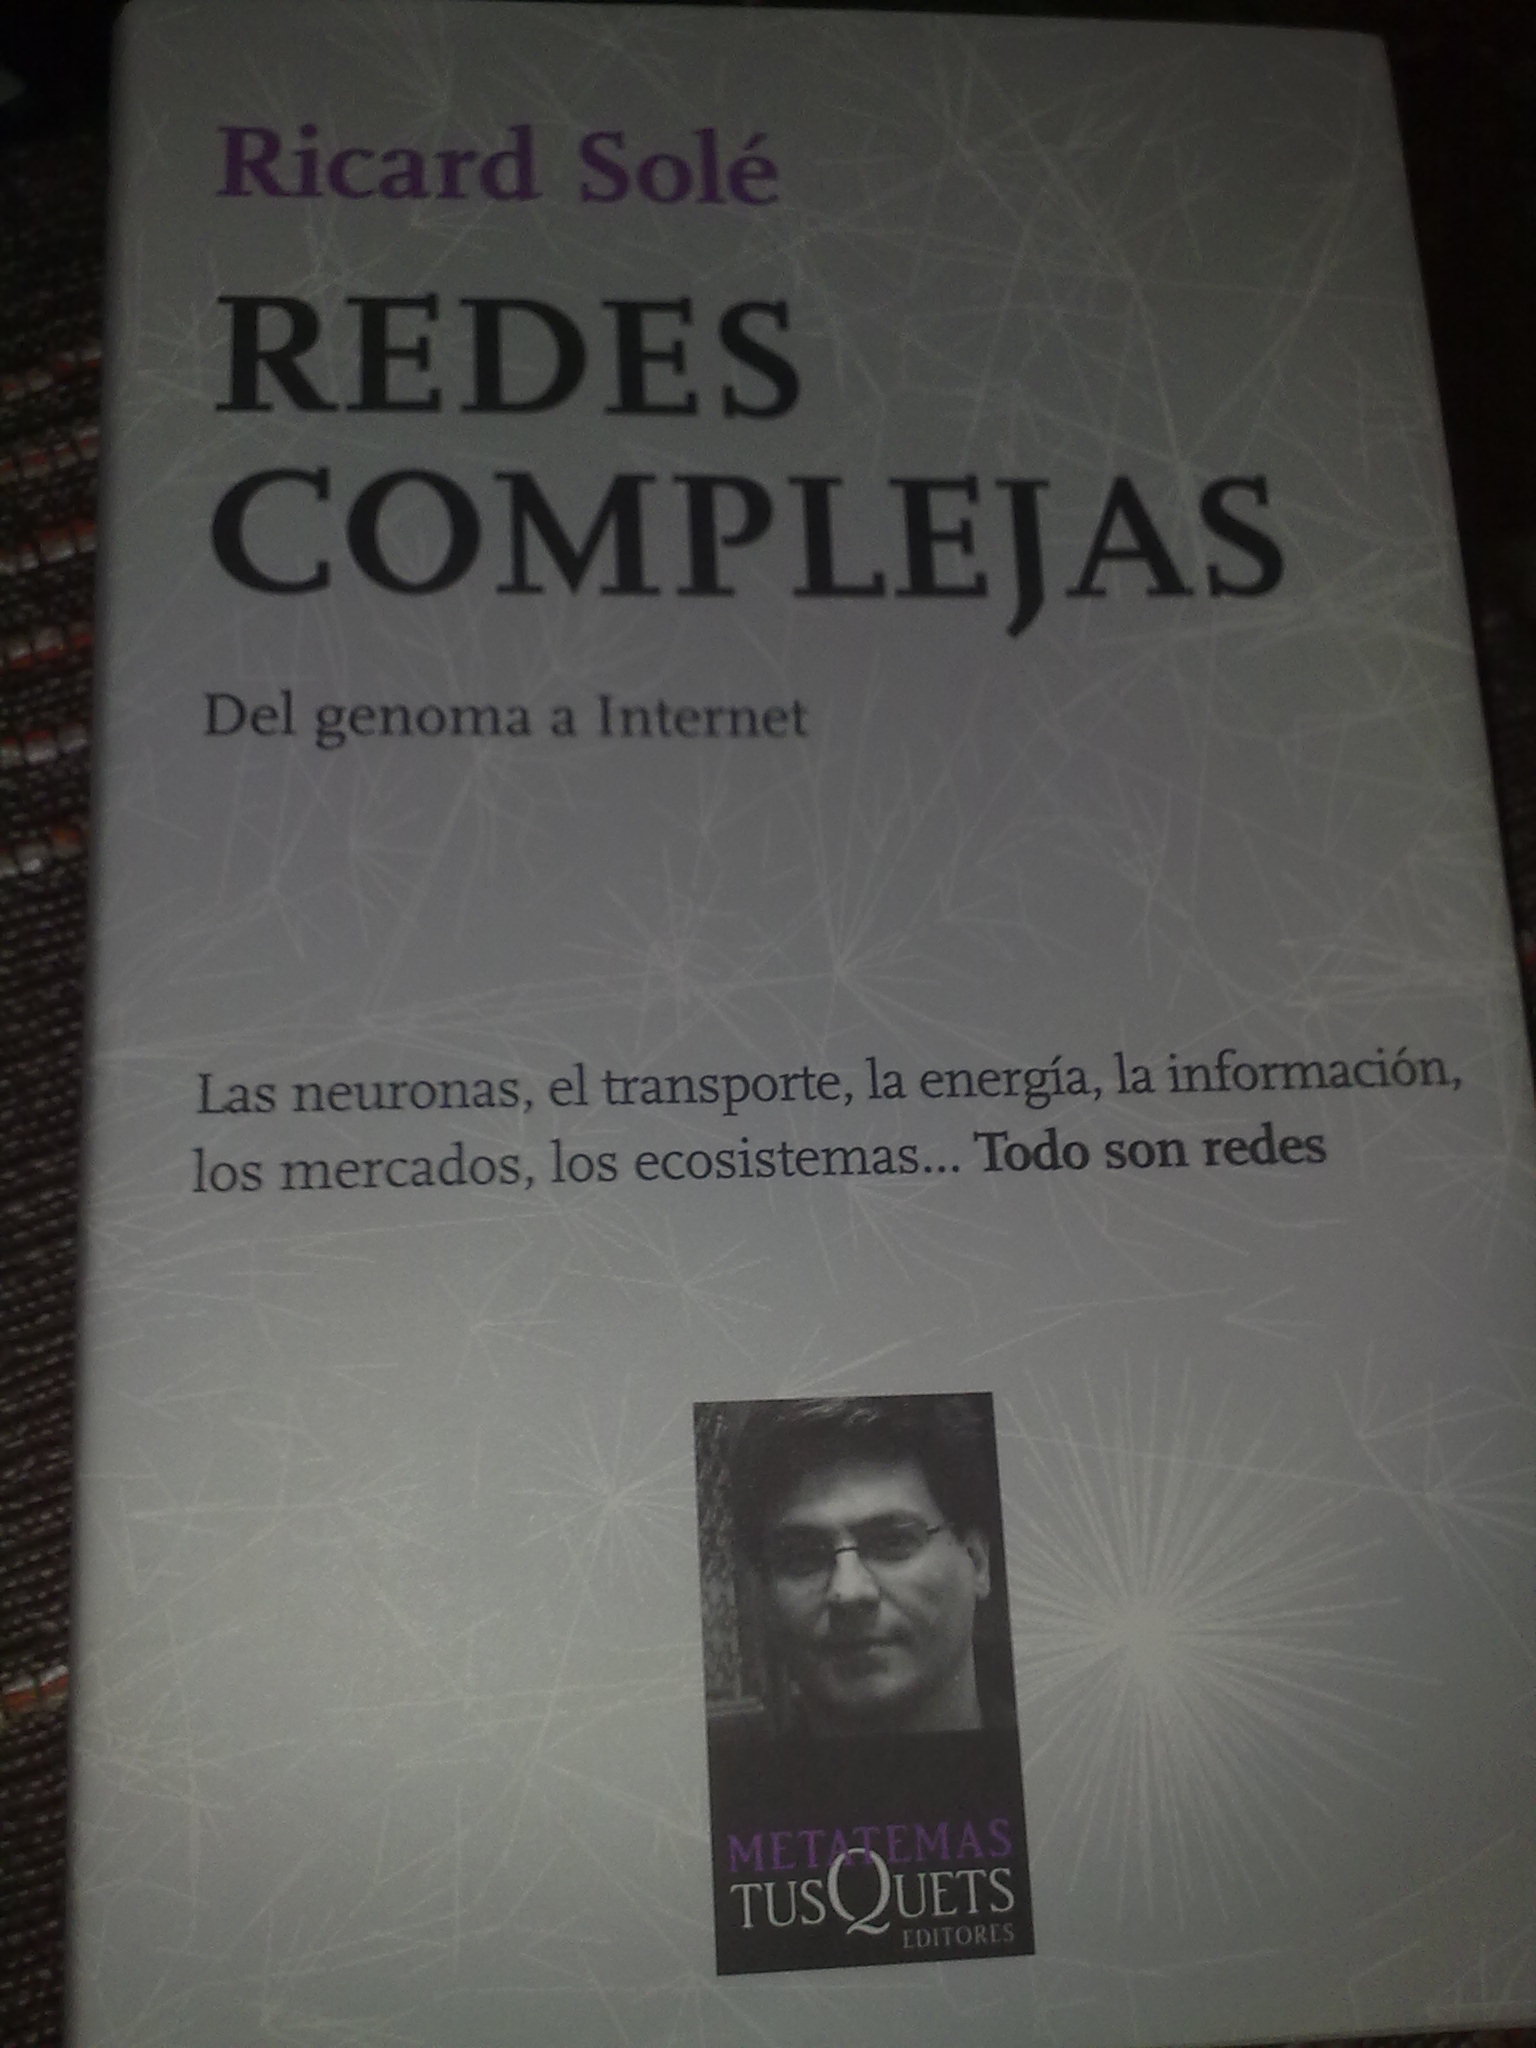 Ricard Solé
REDES
COMPLEJAS
Del genoma a Internet
Las neuronas, el transporte, la energía, la información,
los mercados, los ecosistemas... Todo son redes
METATEMAS
TUSQUETS
EDITORES